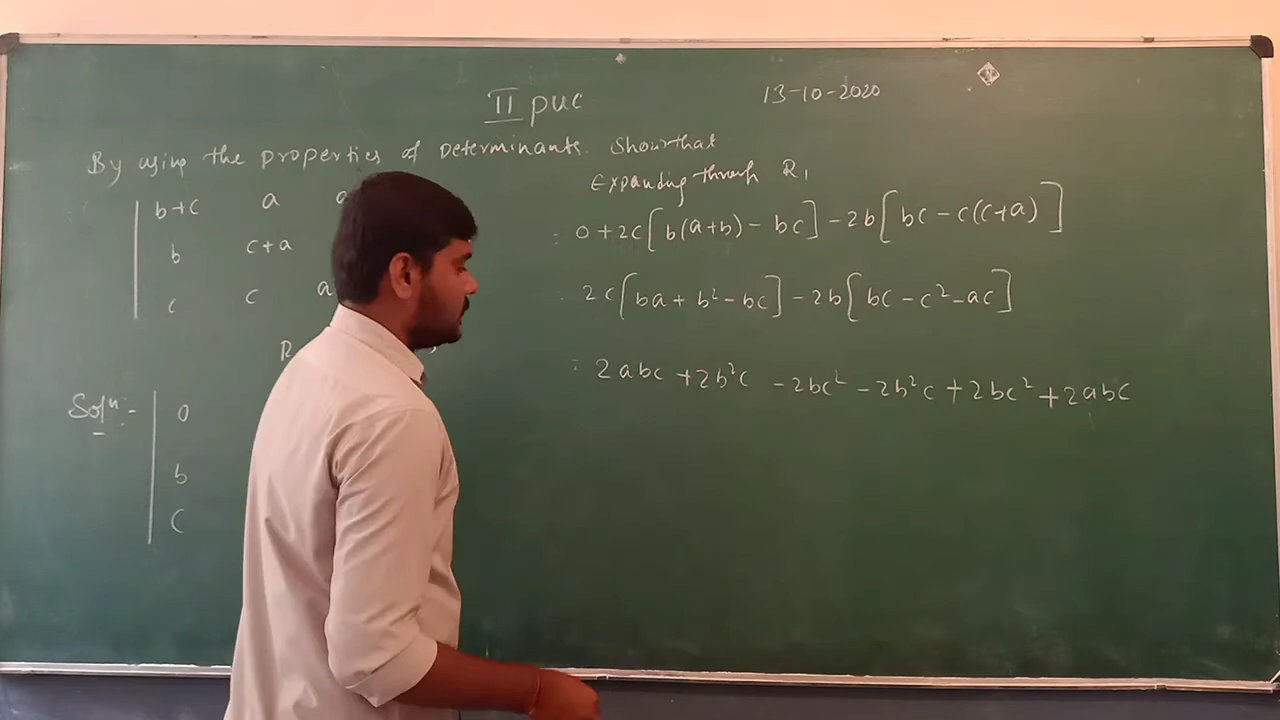 II PUC
13-10-2020
By using the properties of Determinants. Show that
b+c a a
b c+a
c c a
R
Soln:-
0
b
c
Expanding through R1
= 0 + 2c[b(a+b) - bc] - 2b[bc - c(c+a)]
= 2c[ba + b² - bc] - 2b[bc - c² - ac]
= 2abc + 2b²c - 2bc² - 2b²c + 2bc² + 2abc